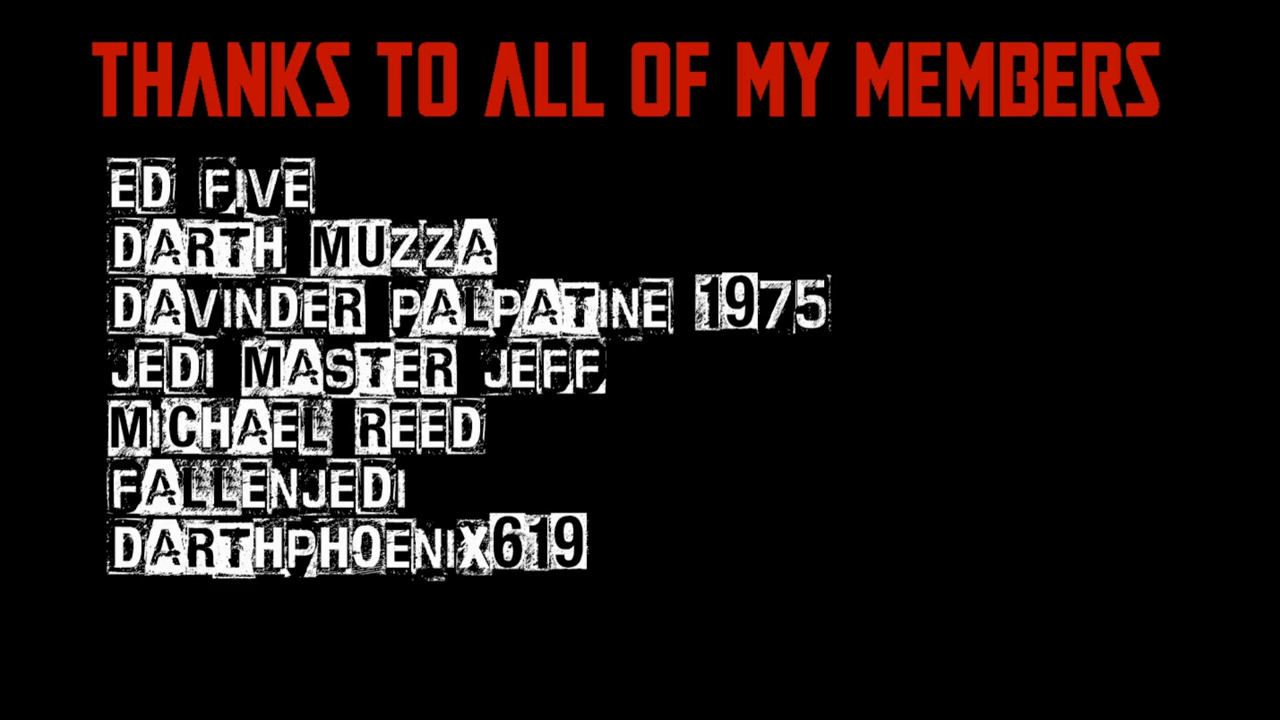 THANKS TO ALL OF MY MEMBERS
ED FIVE
DARTH MUZZA
DAVINDER PALPATINE 1975
JEDI MASTER JEFF
MICHAEL REED
FALLENJEDI
DARTHPHOENIX619